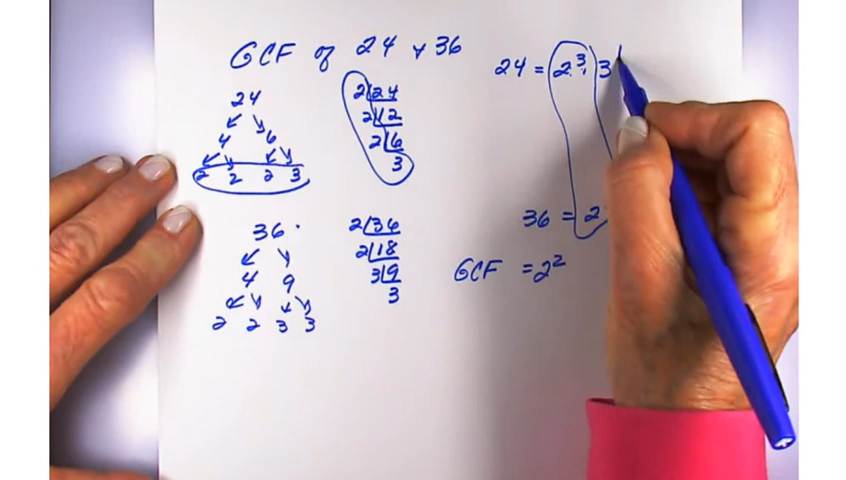 GCF of 24 y 36
24
4 6
2 2 2 3
2|24
2|12
2|6
3
36 .
4 9
2 2 3 3
2|36
2|18
3|9
3
24 = 2³ · 3
36 = 2
GCF = 2²